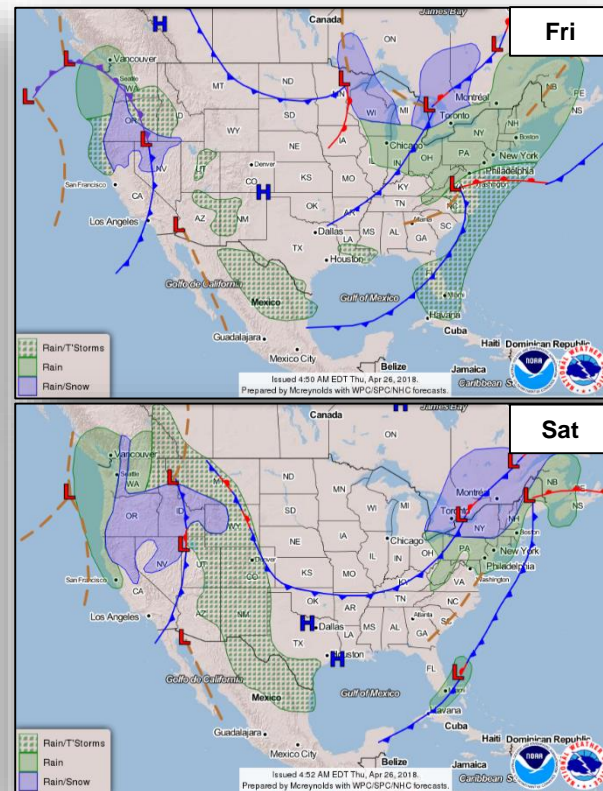 Fri
Canada
James Bay
H
ON
Vancouver
L
L
Seattle
WA
MT
ND
MN
L
L
L
NB
PE
NS
OR
ID
SD
WI
MI
Montréal
Toronto
NH
L
WY
NE
IA
Chicago
NY
Boston
NV
UT
Denver
IL
IN
OH
PA
New York
San Francisco
CA
CO
KS
MO
KY
L
Philadelphia
Washington
H
Los Angeles
AZ
NM
OK
AR
TN
NC
L
Dallas
MS
AL
GA
Atlanta
SC
TX
LA
Houston
FL
Golfo de California
Gulf of Mexico
Miami
Mexico
Havana
Cuba
Guadalajara
Haiti
Dominican Republic
Mexico City
Belize
Jamaica
Rain/T'Storms
Rain
Rain/Snow
Issued 4:50 AM EDT Thu, Apr 26, 2018.
Prepared by Mcreynolds with WPC/SPC/NHC forecasts.
NOAA
NATIONAL WEATHER
Sat
Canada
H
James Bay
ON
Vancouver
L
Seattle
WA
L
MT
ND
MN
Montréal
L
L
NB
NS
OR
ID
SD
WI
MI
Toronto
L
NY
NH
Boston
L
WY
NE
IA
Chicago
OH
PA
New York
Philadelphia
NV
UT
Denver
CO
IL
IN
San Francisco
CA
KS
MO
KY
VA
Washington
Los Angeles
AZ
NM
OK
AR
TN
NC
L
H
Dallas
MS
AL
GA
Atlanta
SC
TX
H
Houston
FL
L
Golfo de California
Gulf of Mexico
Miami
Mexico
Havana
Cuba
Guadalajara
Haiti
Dominican Republic
Mexico City
Belize
Jamaica
Rain/T'Storms
Rain
Rain/Snow
Issued 4:52 AM EDT Thu, Apr 26, 2018.
Prepared by Mcreynolds with WPC/SPC/NHC forecasts.
NOAA
NATIONAL WEATHER